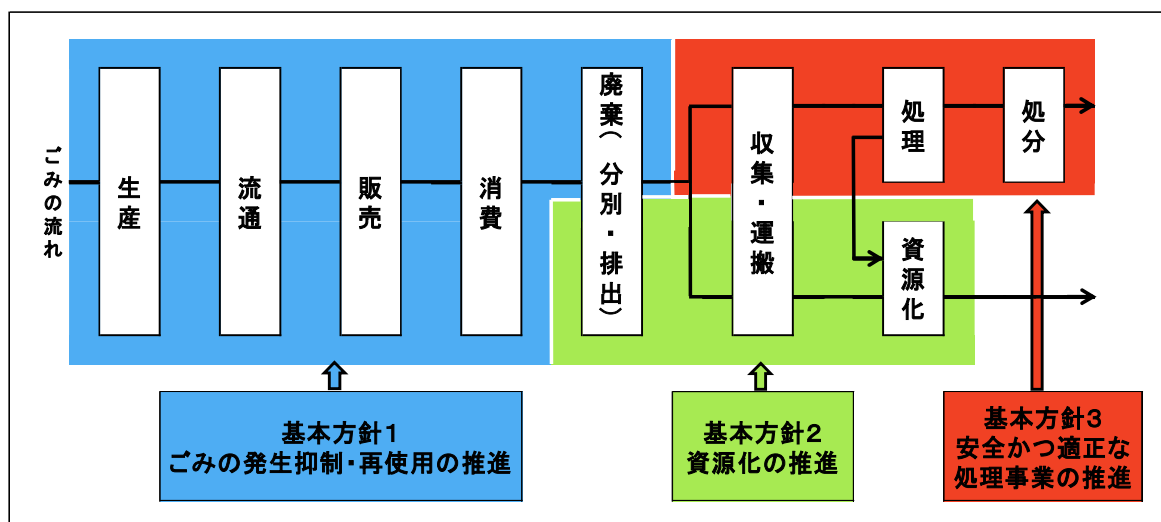 ごみの流れ
生産
流通
販売
消費
廃棄(分別・排出)
収集・運搬
処理
処分
資源化
基本方針1
ごみの発生抑制・再使用の推進
基本方針2
資源化の推進
基本方針3
安全かつ適正な
処理事業の推進